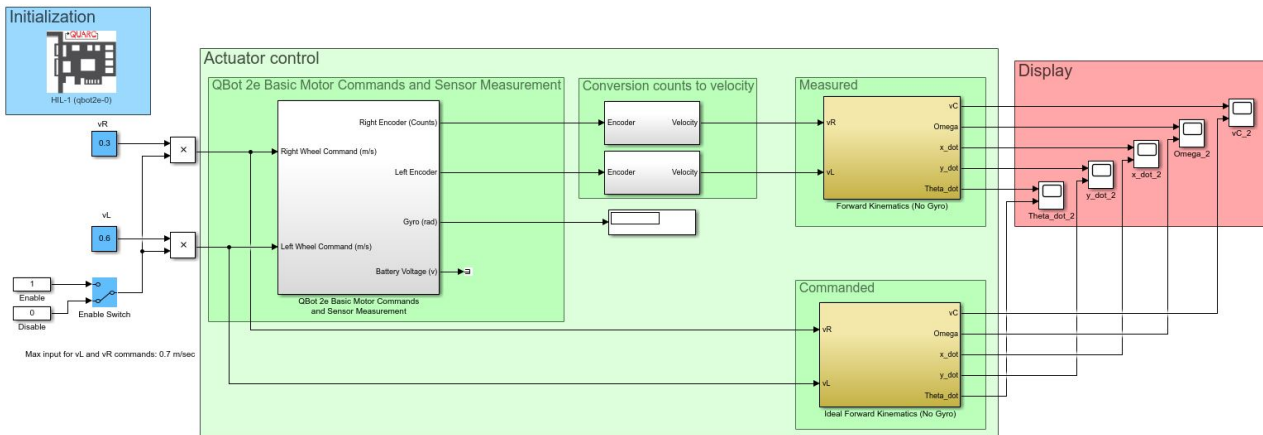 Initialization
QUARC
HIL-1 (qbot2e-0)
vR
0.3
×
vL
0.6
×
1
Enable
0
Disable
Enable Switch
Max input for vL and vR commands: 0.7 m/sec
Actuator control
QBot 2e Basic Motor Commands and Sensor Measurement
Right Encoder (Counts)
Right Wheel Command (m/s)
Left Encoder
Gyro (rad)
Left Wheel Command (m/s)
Battery Voltage (v)
QBot 2e Basic Motor Commands
and Sensor Measurement
Conversion counts to velocity
Encoder Velocity
Encoder Velocity
Measured
vR
vL
vC
Omega
x_dot
y_dot
Theta_dot
Forward Kinematics (No Gyro)
Commanded
vR
vL
vC
Omega
x_dot
y_dot
Theta_dot
Ideal Forward Kinematics (No Gyro)
Display
vC_2
Omega_2
x_dot_2
y_dot_2
Theta_dot_2